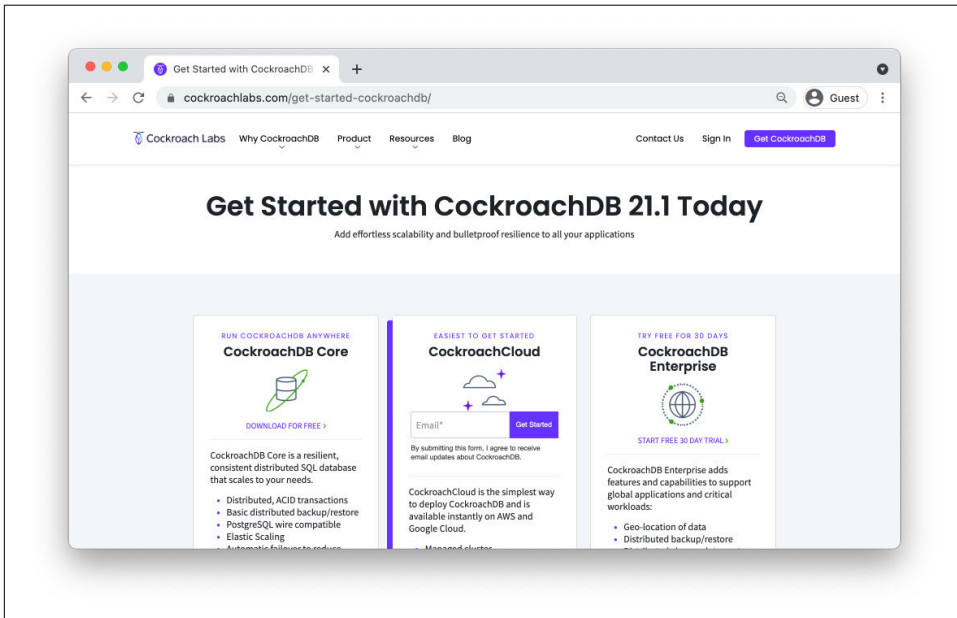 Get Started with CockroachDB
cockroachlabs.com/get-started-cockroachdb/
Guest
Cockroach Labs Why CockroachDB Product Resources Blog Contact Us Sign In Get CockroachDB
Get Started with CockroachDB 21.1 Today
Add effortless scalability and bulletproof resilience to all your applications
RUN COCKROACHDB ANYWHERE
CockroachDB Core
DOWNLOAD FOR FREE >
CockroachDB Core is a resilient,
consistent distributed SQL database
that scales to your needs.
• Distributed, ACID transactions
• Basic distributed backup/restore
• PostgreSQL wire compatible
• Elastic Scaling
• Automatic failover to reduce
EASIEST TO GET STARTED
CockroachCloud
Email* Get Started
By submitting this form, I agree to receive
email updates about CockroachDB.
CockroachCloud is the simplest way
to deploy CockroachDB and is
available instantly on AWS and
Google Cloud.
• Managed cluster
TRY FREE FOR 30 DAYS
CockroachDB
Enterprise
START FREE 30 DAY TRIAL >
CockroachDB Enterprise adds
features and capabilities to support
global applications and critical
workloads:
• Geo-location of data
• Distributed backup/restore